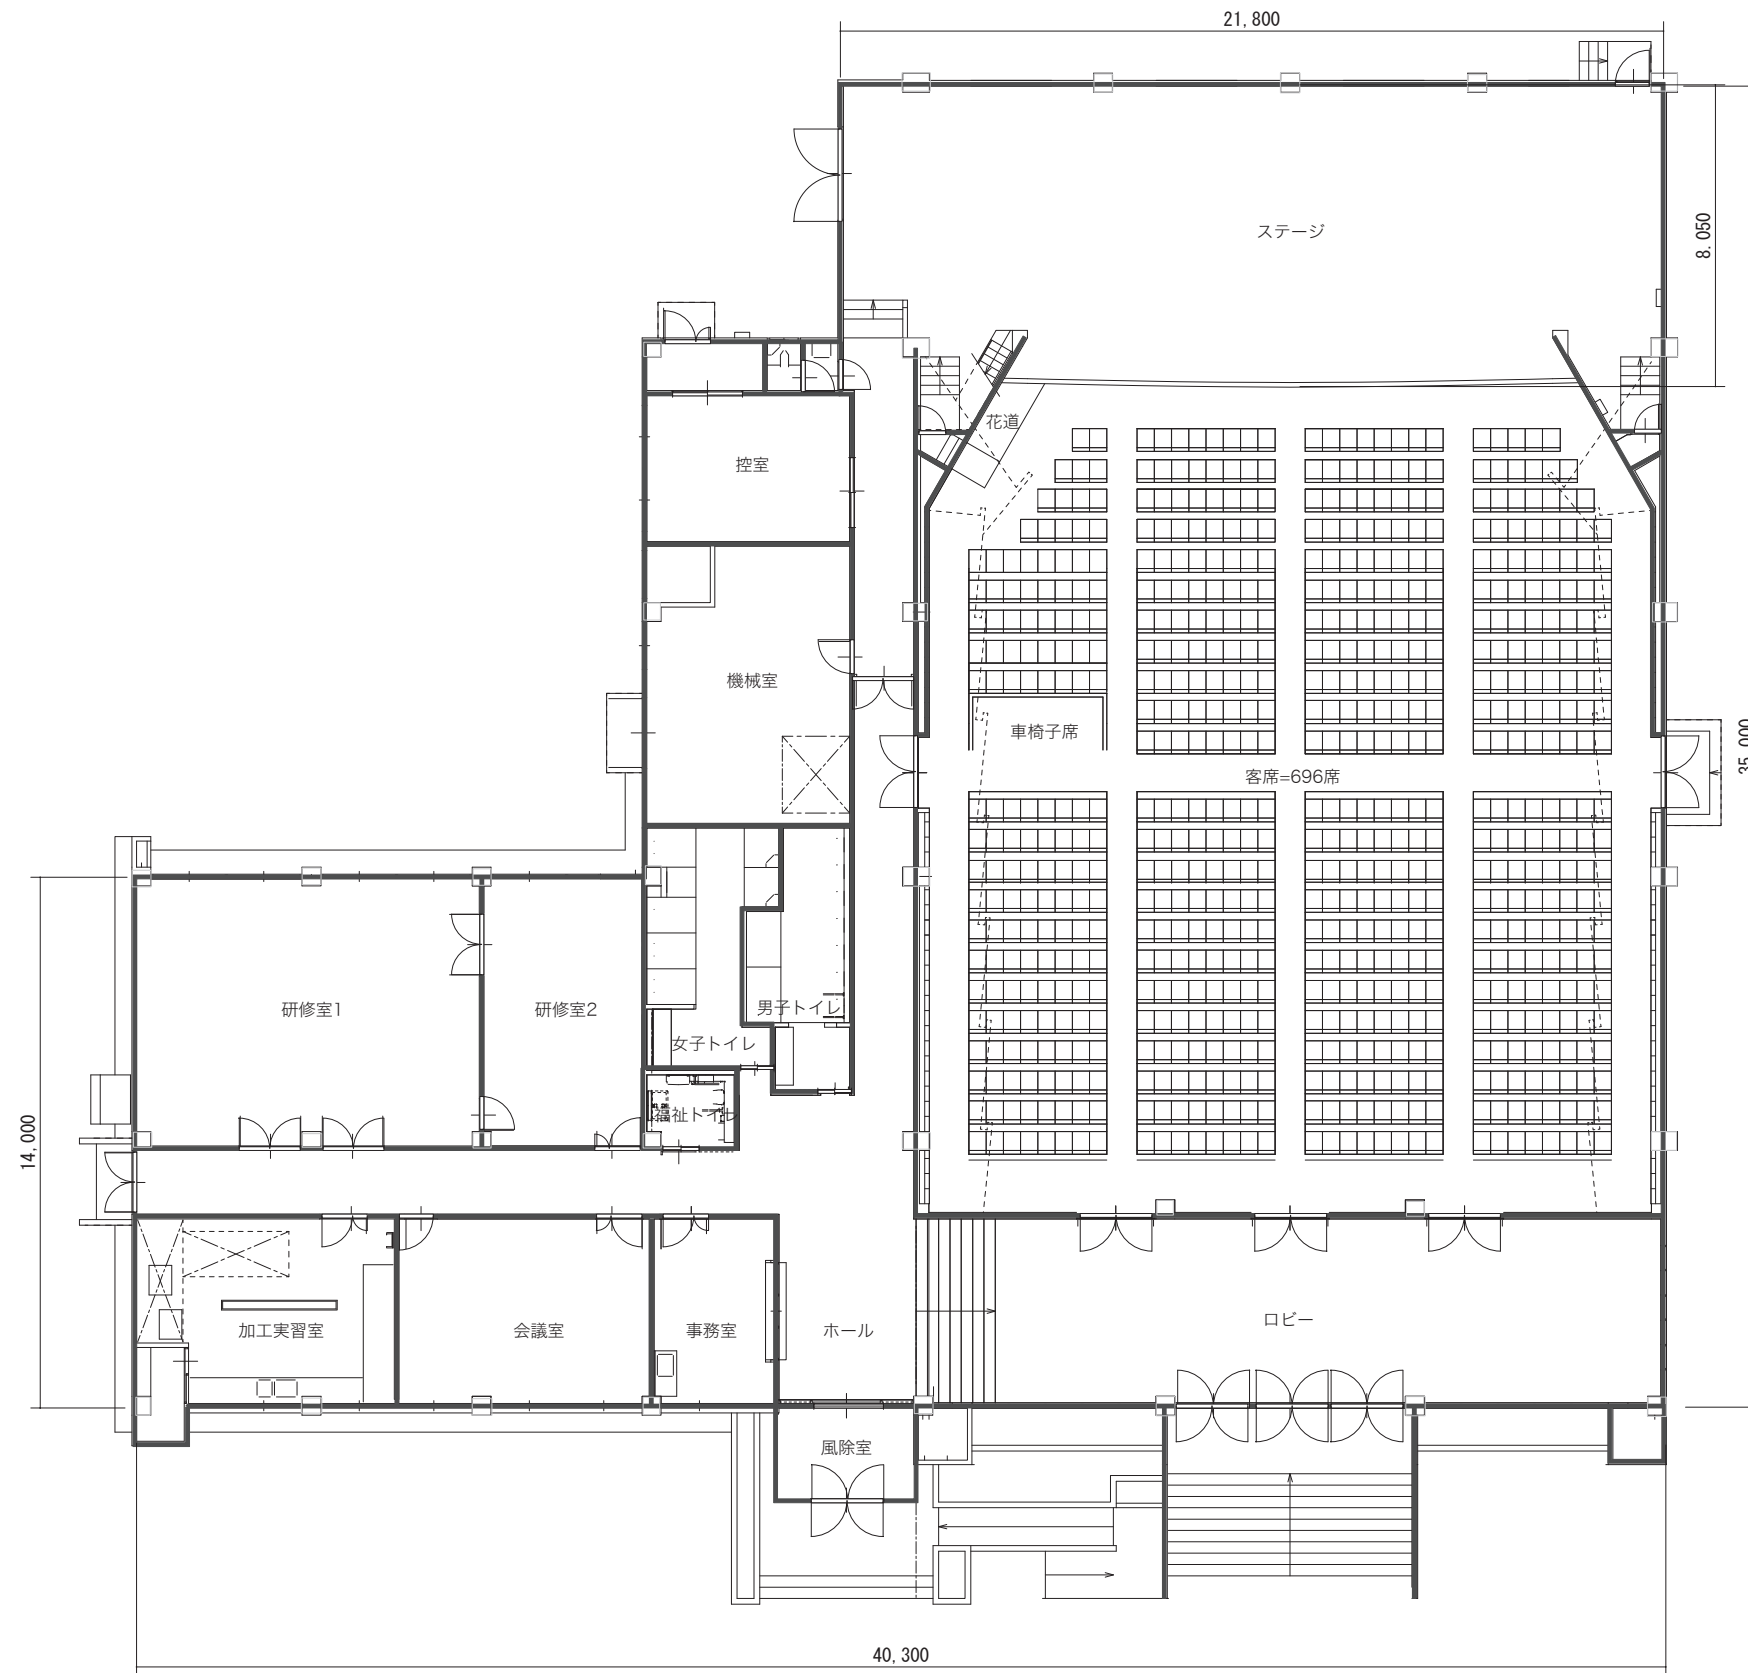 21,800
ステージ
8.050
花道
控室
機械室
車椅子席
35,000
客席=696席
研修室1
研修室2
男子トイレ
女子トイレ
福祉トイレ
14,000
加工実習室
会議室
事務室
ホール
ロビー
風除室
40,300